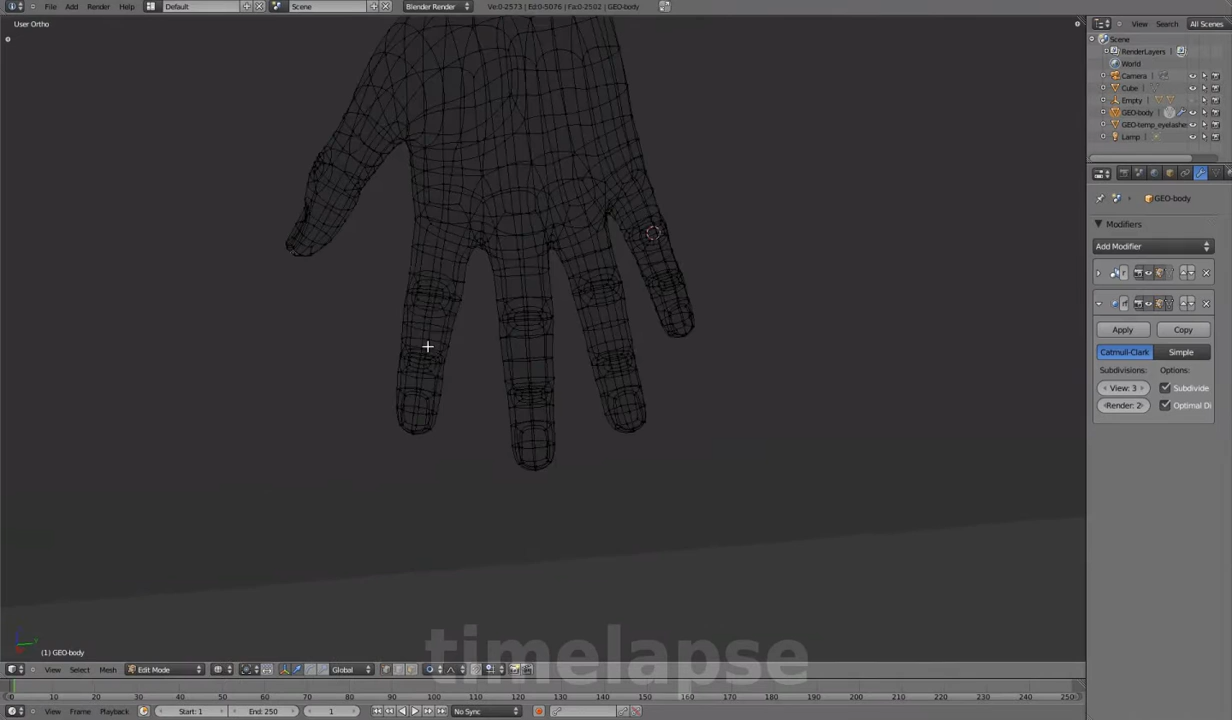 File Add Render Help Default Scene Blender Render Ve:0-2573 | Ed:0-5076 | Fa:0-2502 | GEO-body
User Ortho
View Search All Scenes
Scene
RenderLayers
World
Camera
Cube
Empty
GEO-body
GEO-temp_eyelashe
Lamp
GEO-body
Modifiers
Add Modifier
Apply Copy
Catmull-Clark Simple
Subdivisions: Options:
View: 3 Subdivide
Render: 2 Optimal Di
timelapse
(1) GEO-body
View Select Mesh Edit Mode Global
0 10 20 30 40 50 60 70 80 90 100 110 120 130 140 150 160 170 180 190 200 210 220 230 240 250
View Frame Playback Start: 1 End: 250 1 No Sync